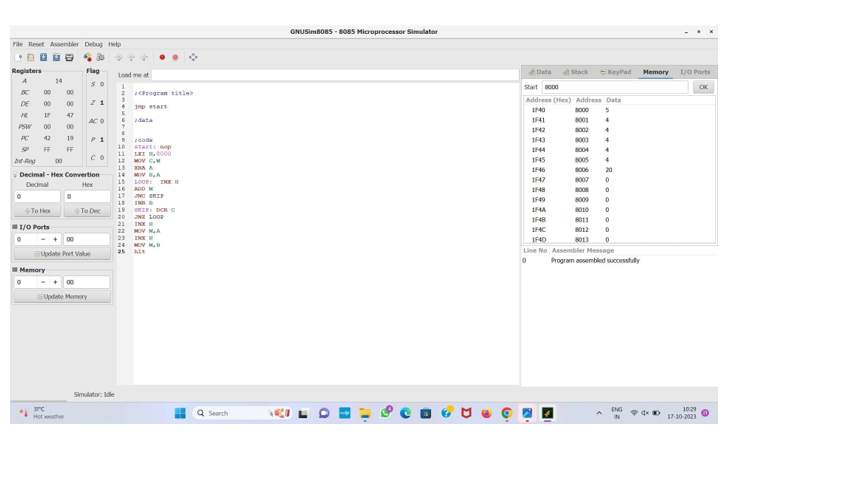 GNUSim8085 - 8085 Microprocessor Simulator
File Reset Assembler Debug Help
Registers
A 14
BC 00 00
DE 00 00
HL 1F 47
PSW 00 00
PC 42 19
SP FF FF
Int-Reg 00
Flag
S 0
Z 1
AC 0
P 1
C 0
Decimal - Hex Convertion
Decimal Hex
0 0
To Hex To Dec
I/O Ports
0 - + 00
Update Port Value
Memory
0 - + 00
Update Memory
Load me at
1
2 ;<Program title>
3
4 jmp start
5
6 ;data
7
8
9 ;code
10 start: nop
11 LXI H,8000
12 MOV C,M
13 XRA A
14 MOV B,A
15 LOOP: INX H
16 ADD M
17 JNC SKIP
18 INR B
19 SKIP: DCR C
20 JNZ LOOP
21 INX H
22 MOV M,A
23 INX H
24 MOV M,B
25 hlt
Data Stack KeyPad Memory I/O Ports
Start 8000 OK
Address (Hex) Address Data
1F40 8000 5
1F41 8001 4
1F42 8002 4
1F43 8003 4
1F44 8004 4
1F45 8005 4
1F46 8006 20
1F47 8007 0
1F48 8008 0
1F49 8009 0
1F4A 8010 0
1F4B 8011 0
1F4C 8012 0
1F4D 8013 0
Line No Assembler Message
0 Program assembled successfully
Simulator: Idle
31°C
Hot weather
Search
ENG
IN
10:29
17-10-2023